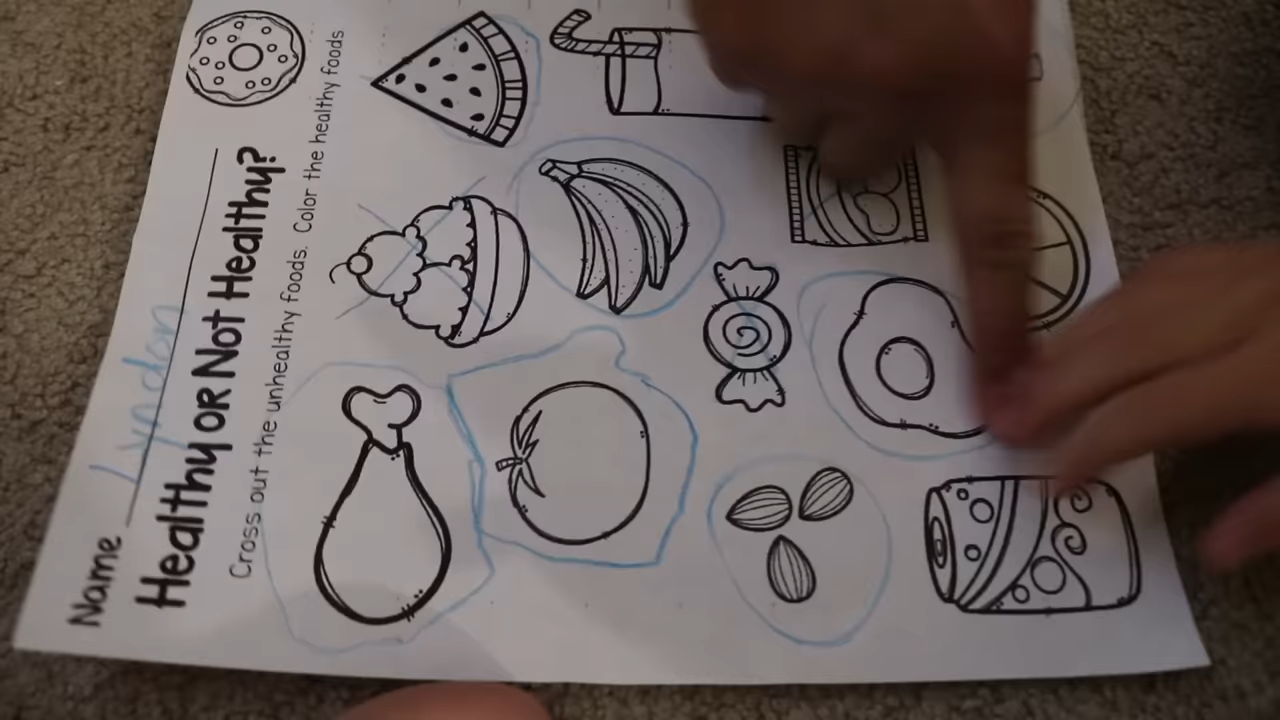 Name Lyndon
Healthy OR Not Healthy?
Cross out the unhealthy foods. Color the healthy foods